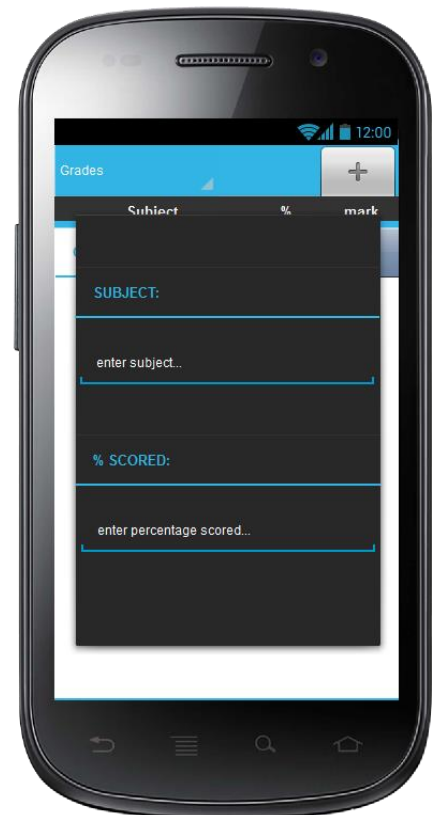 12:00
Grades
Subject % mark
SUBJECT:
enter subject...
% SCORED:
enter percentage scored...